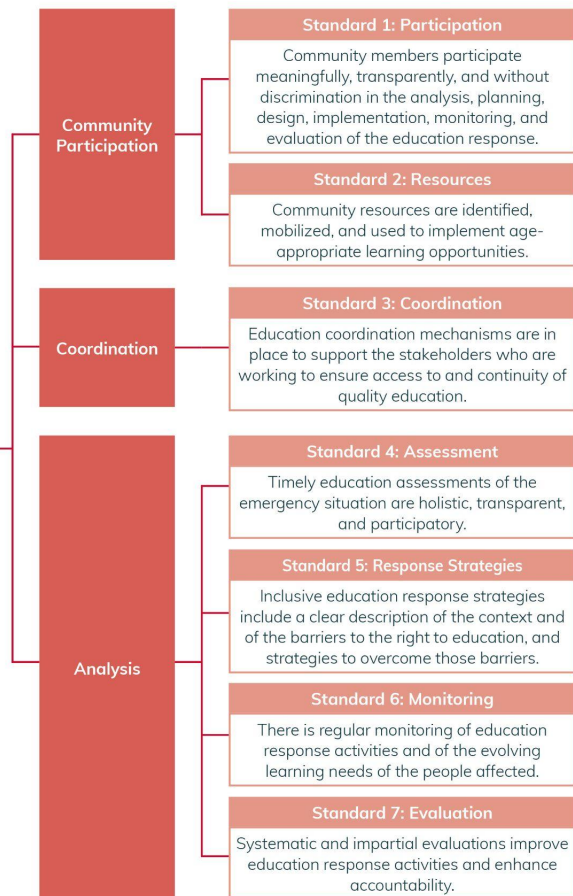 Community
Participation
Standard 1: Participation
Community members participate
meaningfully, transparently, and without
discrimination in the analysis, planning,
design, implementation, monitoring, and
evaluation of the education response.
Standard 2: Resources
Community resources are identified,
mobilized, and used to implement age-
appropriate learning opportunities.
Coordination
Standard 3: Coordination
Education coordination mechanisms are in
place to support the stakeholders who are
working to ensure access to and continuity of
quality education.
Analysis
Standard 4: Assessment
Timely education assessments of the
emergency situation are holistic, transparent,
and participatory.
Standard 5: Response Strategies
Inclusive education response strategies
include a clear description of the context and
of the barriers to the right to education, and
strategies to overcome those barriers.
Standard 6: Monitoring
There is regular monitoring of education
response activities and of the evolving
learning needs of the people affected.
Standard 7: Evaluation
Systematic and impartial evaluations improve
education response activities and enhance
accountability.